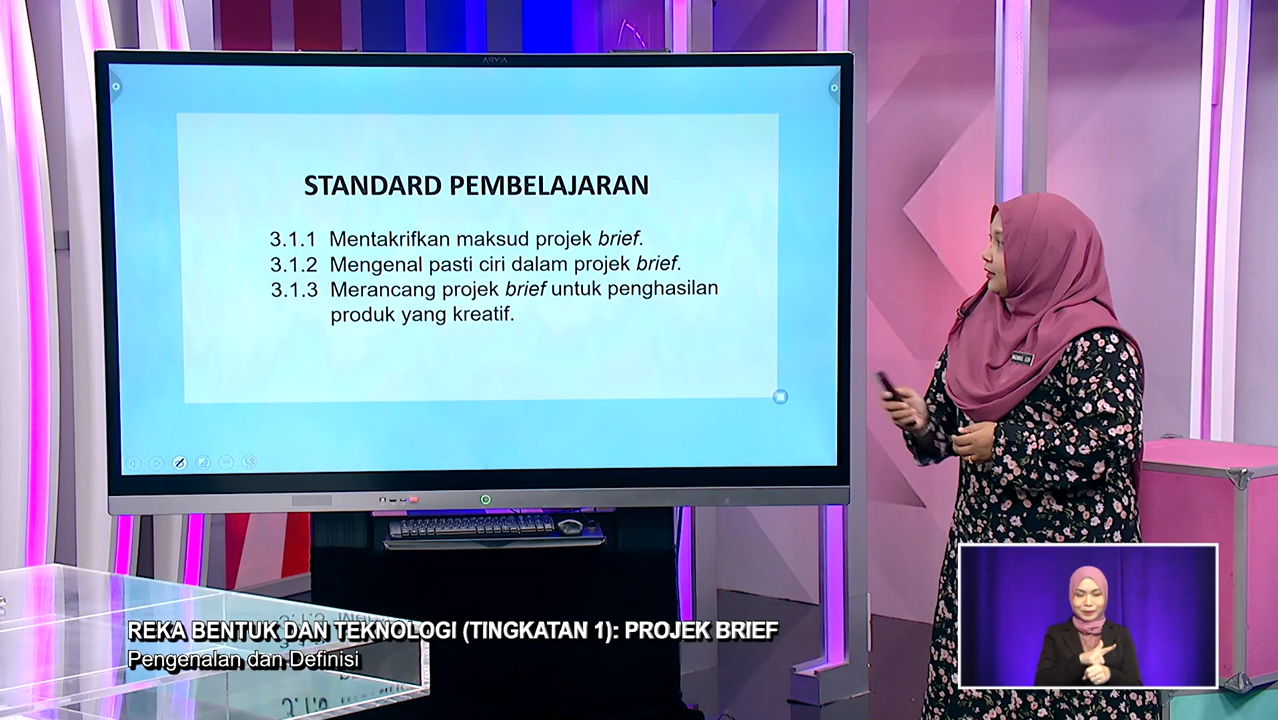 STANDARD PEMBELAJARAN
3.1.1 Mentakrifkan maksud projek brief.
3.1.2 Mengenal pasti ciri dalam projek brief.
3.1.3 Merancang projek brief untuk penghasilan
produk yang kreatif.
REKA BENTUK DAN TEKNOLOGI (TINGKATAN 1): PROJEK BRIEF
Pengenalan dan Definisi